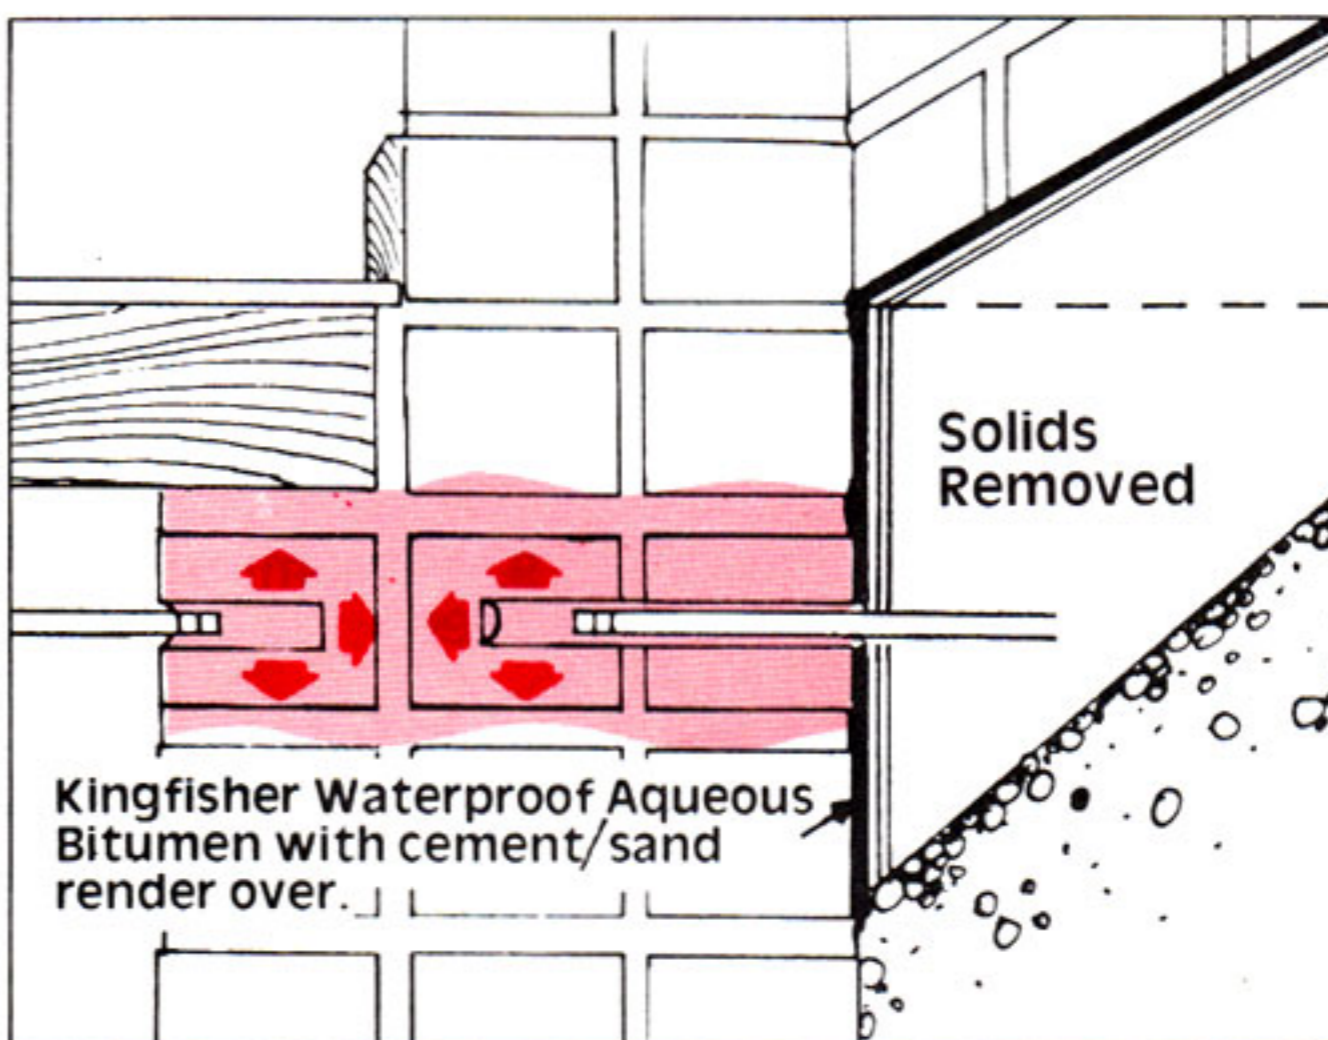 Solids
Removed
Kingfisher Waterproof Aqueous
Bitumen with cement/sand
render over.